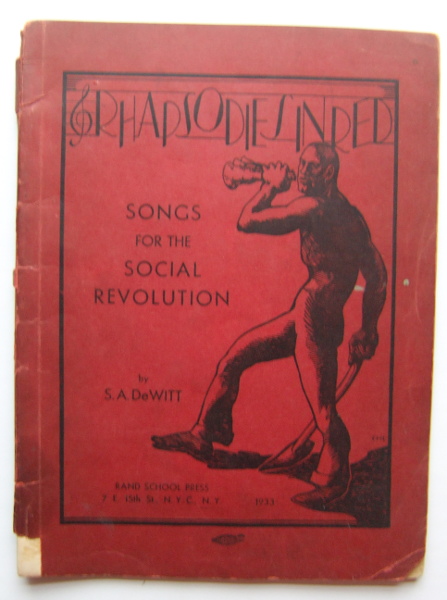 RHAPSODIES IN RED
SONGS
FOR THE
SOCIAL
REVOLUTION
by
S. A. DeWITT
RAND SCHOOL PRESS
7 E. 15th St., N.Y.C., N.Y. 1933